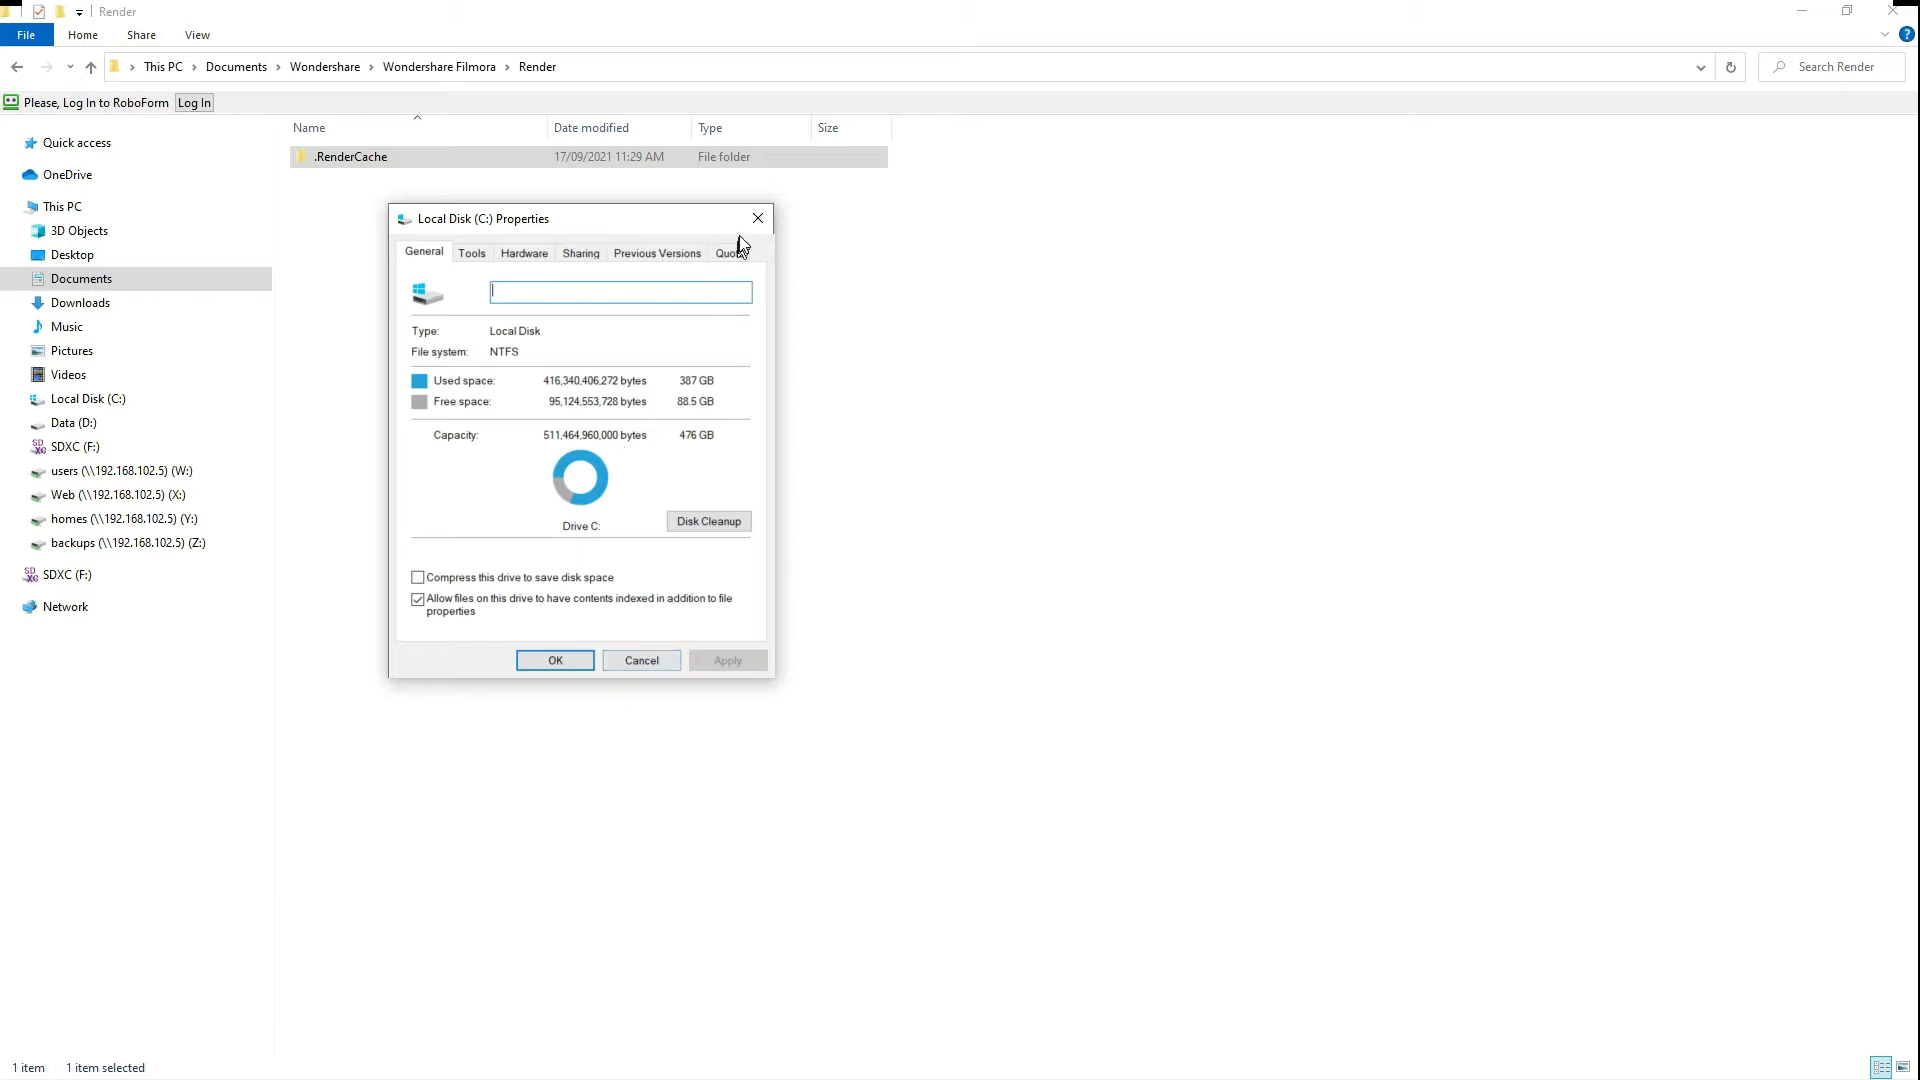 Render
File Home Share View
This PC Documents Wondershare Wondershare Filmora Render
Search Render
Please, Log In to RoboForm Log In
Name Date modified Type Size
.RenderCache 17/09/2021 11:29 AM File folder
Quick access
OneDrive
This PC
3D Objects
Desktop
Documents
Downloads
Music
Pictures
Videos
Local Disk (C:)
Data (D:)
SDXC (F:)
users (\\192.168.102.5) (W:)
Web (\\192.168.102.5) (X:)
homes (\\192.168.102.5) (Y:)
backups (\\192.168.102.5) (Z:)
SDXC (F:)
Network
Local Disk (C:) Properties
General Tools Hardware Sharing Previous Versions
Type: Local Disk
File system: NTFS
Used space: 416,340,406,272 bytes 387 GB
Free space: 95,124,553,728 bytes 88.5 GB
Capacity: 511,464,960,000 bytes 476 GB
Drive C: Disk Cleanup
Compress this drive to save disk space
Allow files on this drive to have contents indexed in addition to file
properties
OK Cancel Apply
1 item 1 item selected